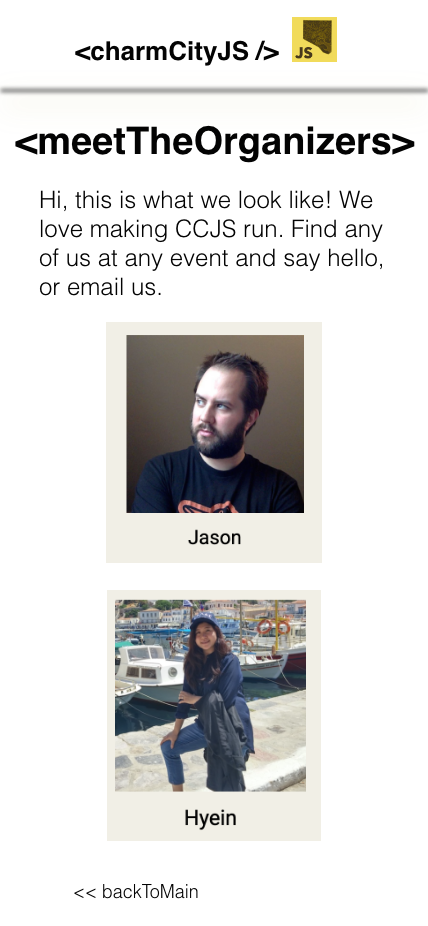 <charmCityJS />
JS
<meetTheOrganizers>
Hi, this is what we look like! We
love making CCJS run. Find any
of us at any event and say hello,
or email us.
Jason
Hyein
<< backToMain